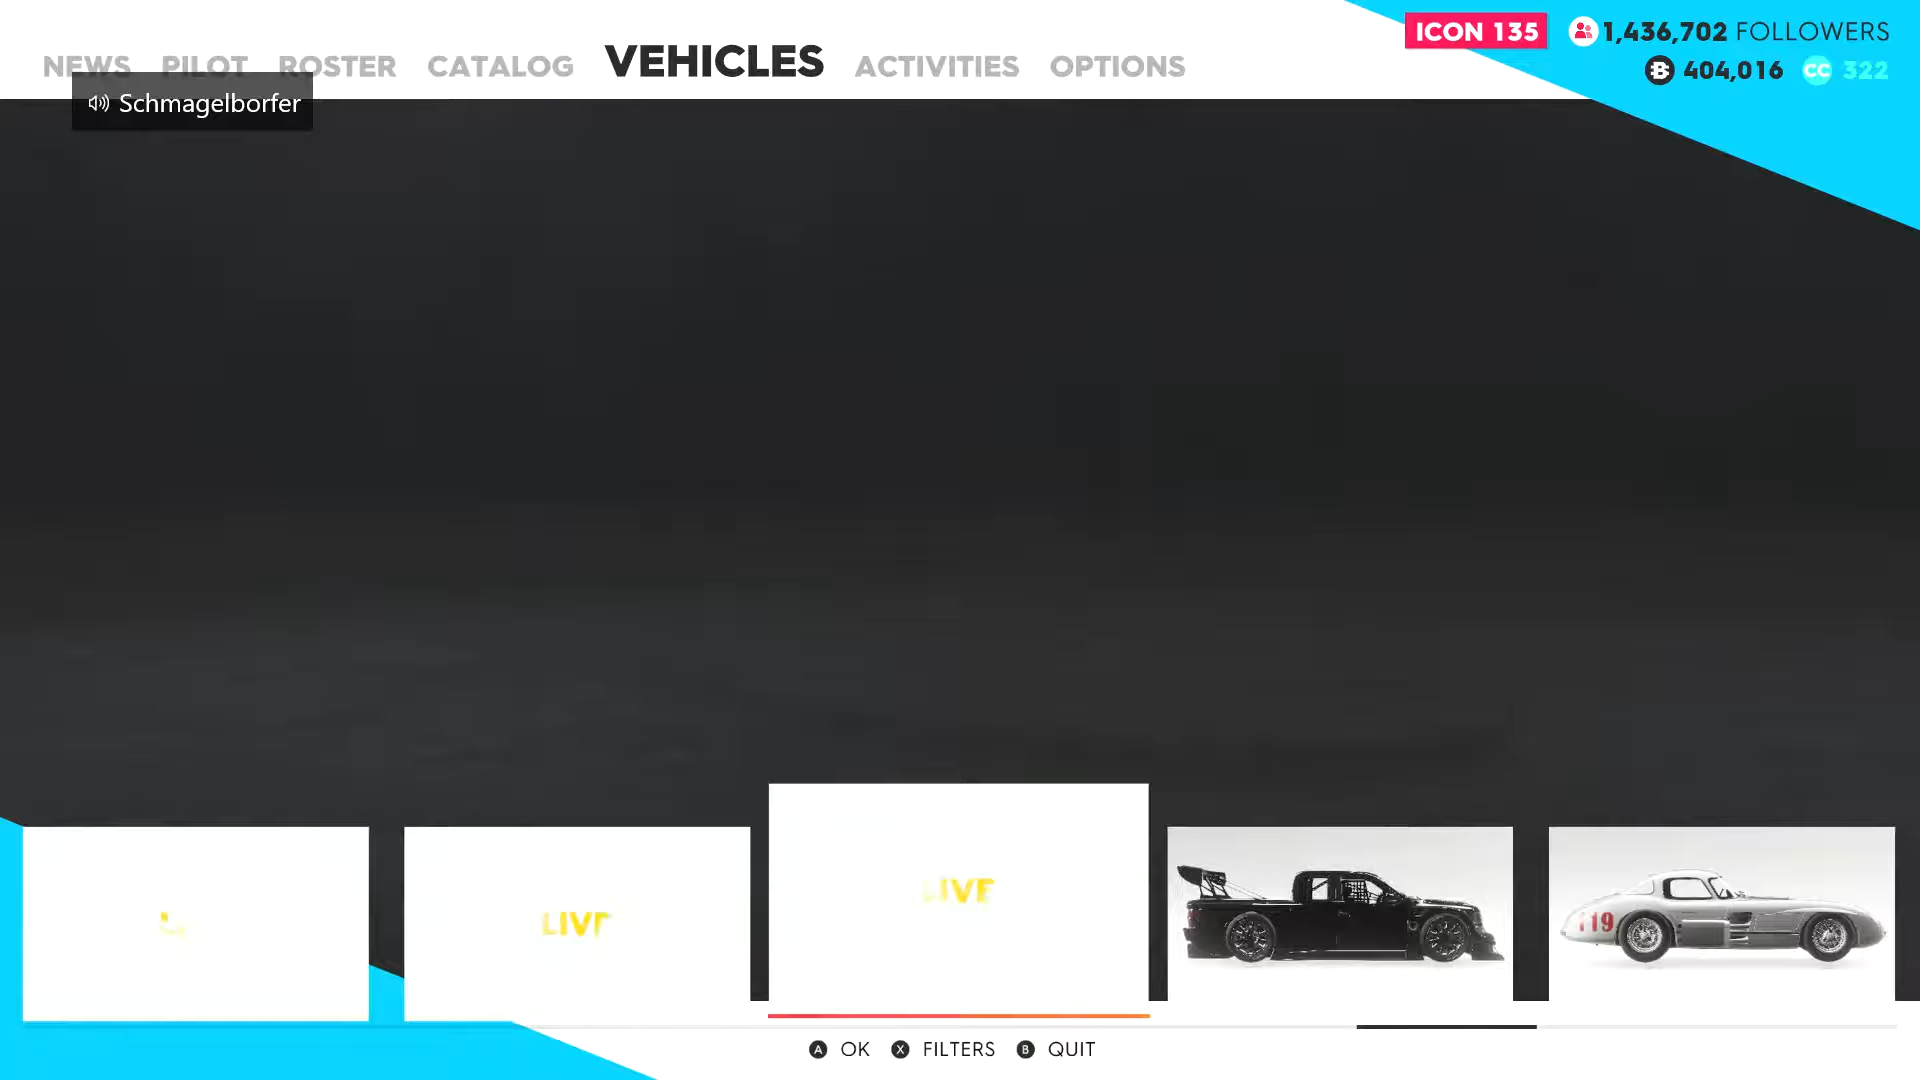 NEWS PILOT ROSTER CATALOG VEHICLES ACTIVITIES OPTIONS
ICON 135 1,436,702 FOLLOWERS
404,016 CC 322
Schmagelborfer
LIVE
LIVE
119
A OK X FILTERS B QUIT